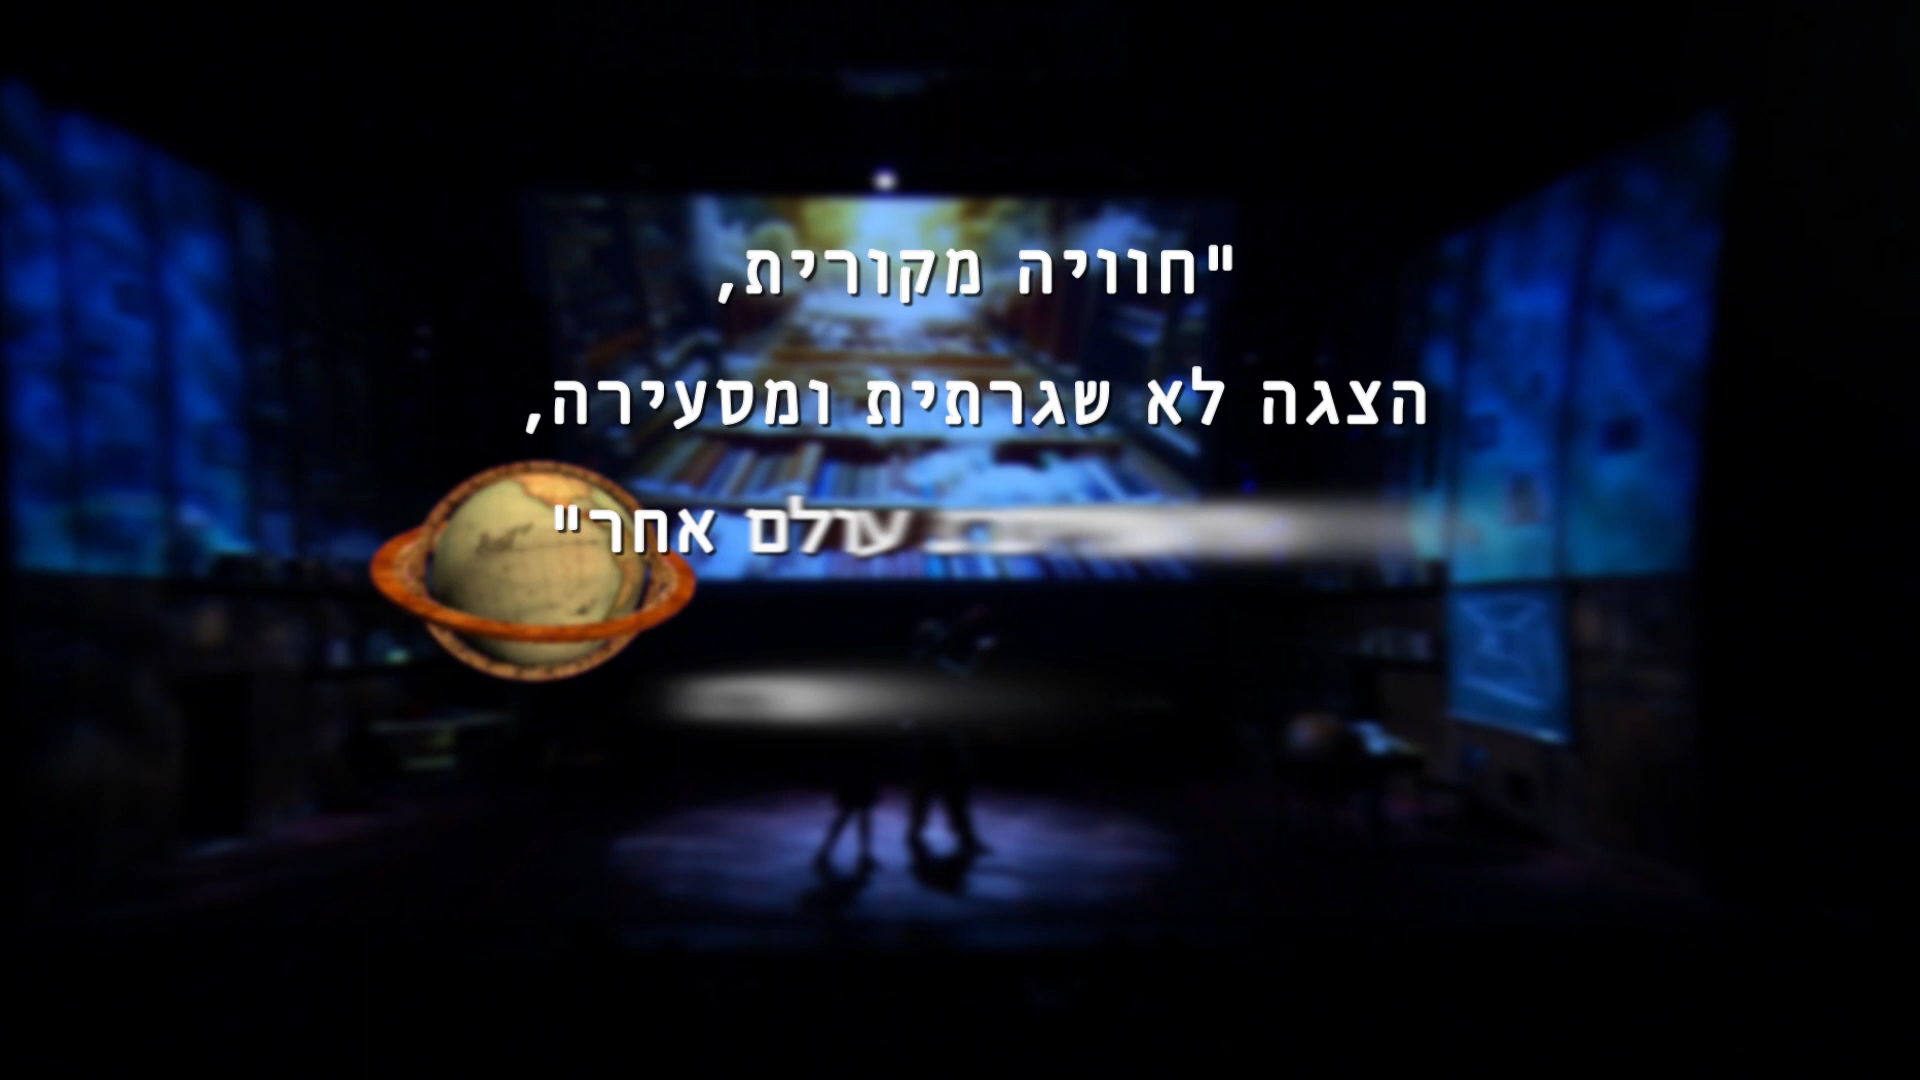 "חוויה מקורית,
הצגה לא שגרתית ומסעירה,
עולם אחר"